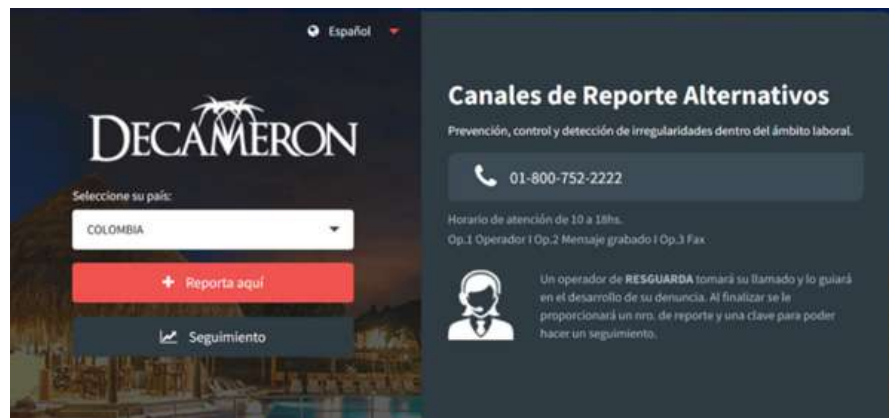 Español
DECAMERON
Seleccione su país:
COLOMBIA
Reporta aquí
Seguimiento
Canales de Reporte Alternativos
Prevención, control y detección de irregularidades dentro del ámbito laboral.
01-800-752-2222
Horario de atención de 10 a 18hs.
Op.1 Operador I Op.2 Mensaje grabado I Op.3 Fax
Un operador de RESGUARDA tomará su llamado y lo guiará
en el desarrollo de su denuncia. Al finalizar se le
proporcionará un nro. de reporte y una clave para poder
hacer un seguimiento.